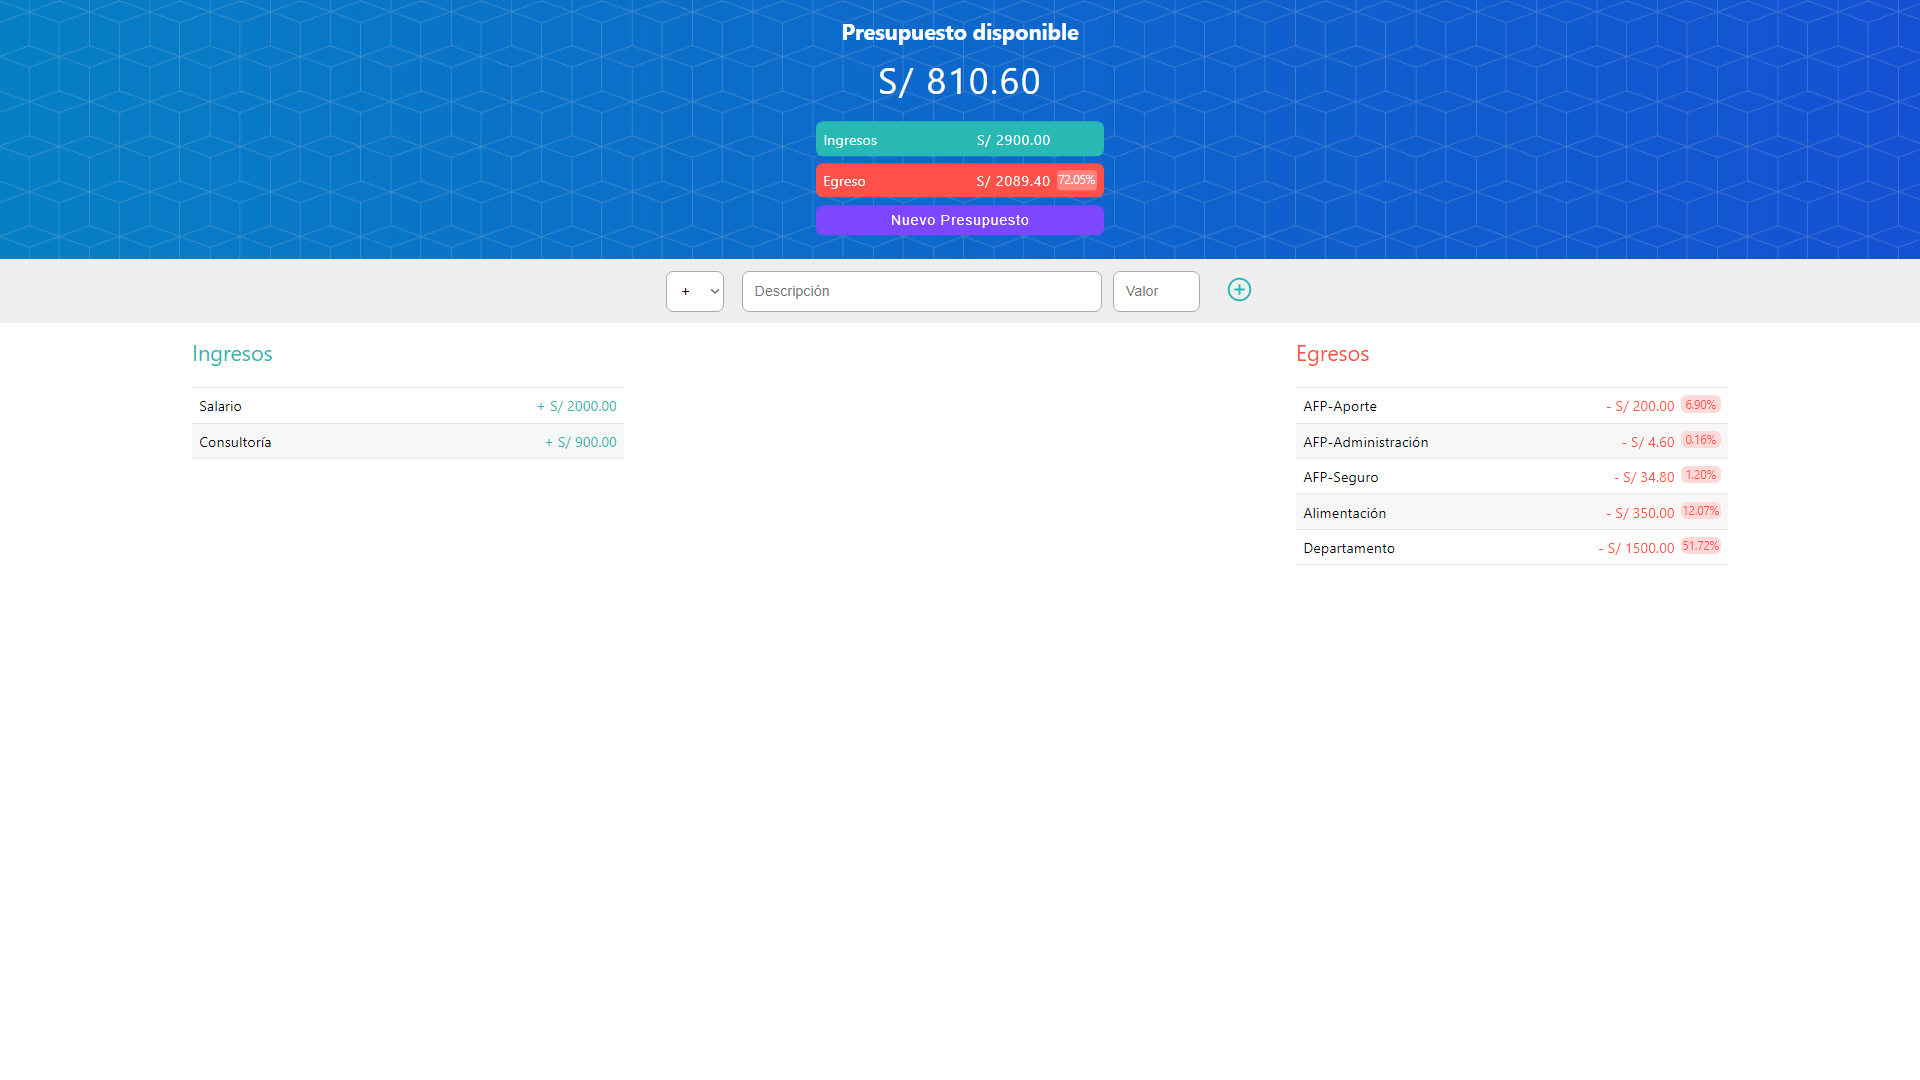 Presupuesto disponible
S/ 810.60
Ingresos S/ 2900.00
Egreso S/ 2089.40 72.05%
Nuevo Presupuesto
+ Descripción Valor
Ingresos
Salario + S/ 2000.00
Consultoría + S/ 900.00
Egresos
AFP-Aporte - S/ 200.00 6.90%
AFP-Administración - S/ 4.60 0.16%
AFP-Seguro - S/ 34.80 1.20%
Alimentación - S/ 350.00 12.07%
Departamento - S/ 1500.00 51.72%